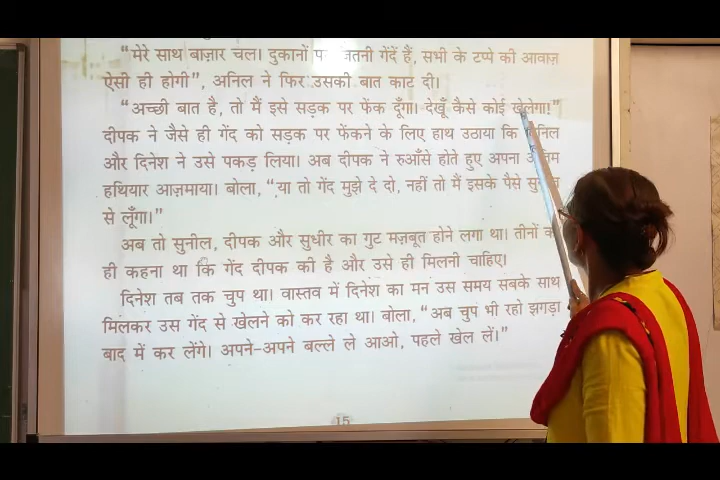 “मेरे साथ बाज़ार चल। दुकानों गेंदें हैं, सभी के टप्पे की आवाज़
ऐसी ही होगी”, अनिल ने फिर उसकी बात काट दी।
“अच्छी बात है, तो मैं इसे सड़क पर फेंक दूँगा। देखूँ कैसे कोई खेलेगा!”
दीपक ने जैसे ही गेंद को सड़क पर फेंकने के लिए हाथ उठाया कि
और दिनेश ने उसे पकड़ लिया। अब दीपक ने रुआँसे होते हुए अपना
हथियार आज़माया। बोला, “या तो गेंद मुझे दे दो, नहीं तो मैं इसके पैसे
से लूँगा।”
अब तो सुनील, दीपक और सुधीर का गुट मज़बूत होने लगा था। तीनों
ही कहना था कि गेंद दीपक की है और उसे ही मिलनी चाहिए।
दिनेश तब तक चुप था। वास्तव में दिनेश का मन उस समय सबके साथ
मिलकर उस गेंद से खेलने को कर रहा था। बोला, “अब चुप भी रहो झगड़ा
बाद में कर लेंगे। अपने-अपने बल्ले ले आओ, पहले खेल लें।”
15